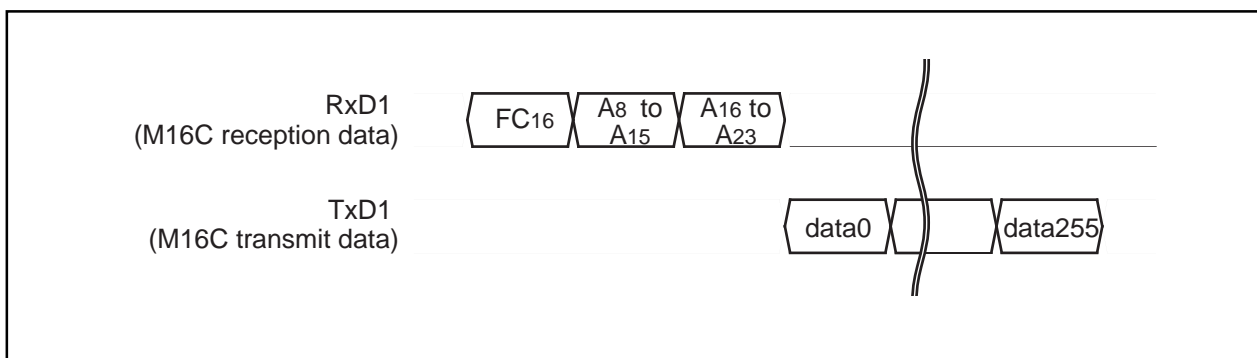 RxD1
(M16C reception data)
FC16
A8 to
A15
A16 to
A23
TxD1
(M16C transmit data)
data0
data255